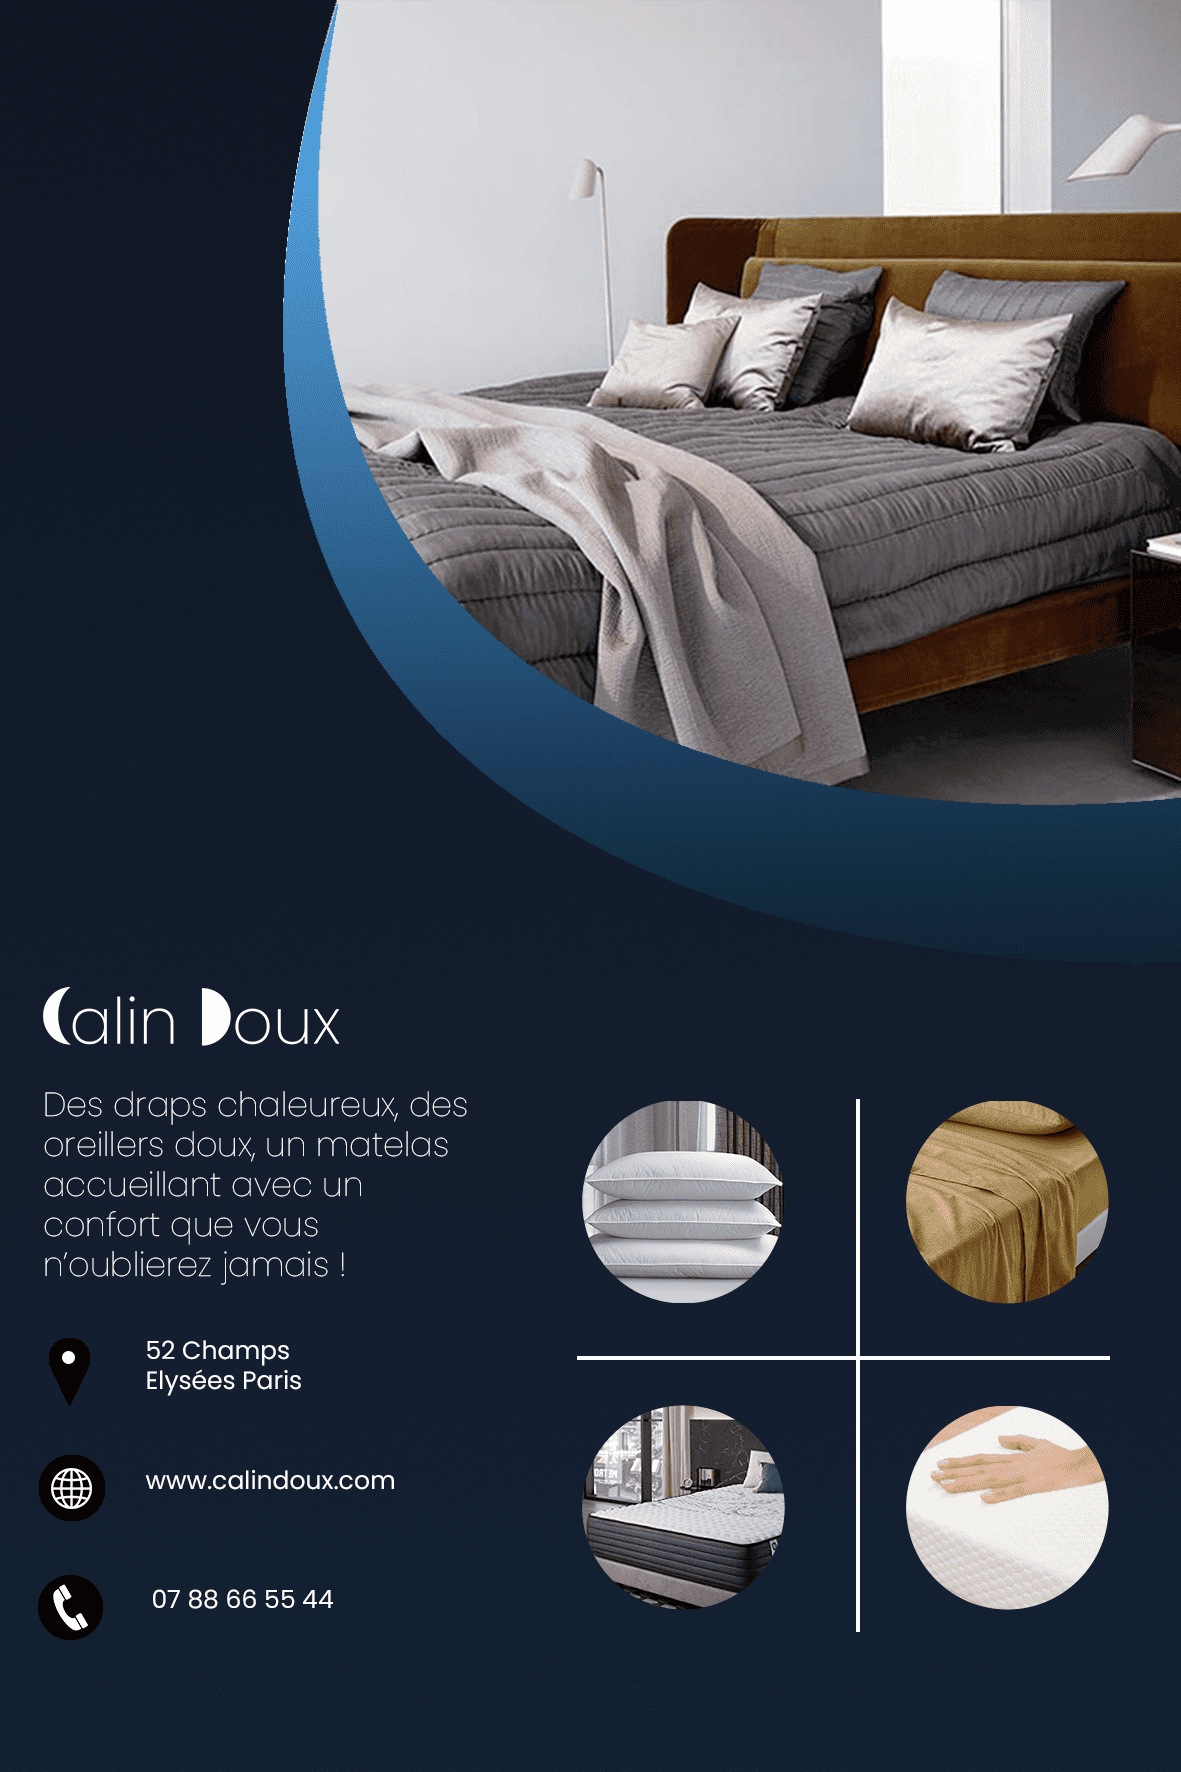 Calin Doux
Des draps chaleureux, des
oreillers doux, un matelas
accueillant avec un
confort que vous
n’oublierez jamais !
52 Champs
Elysées Paris
www.calindoux.com
07 88 66 55 44